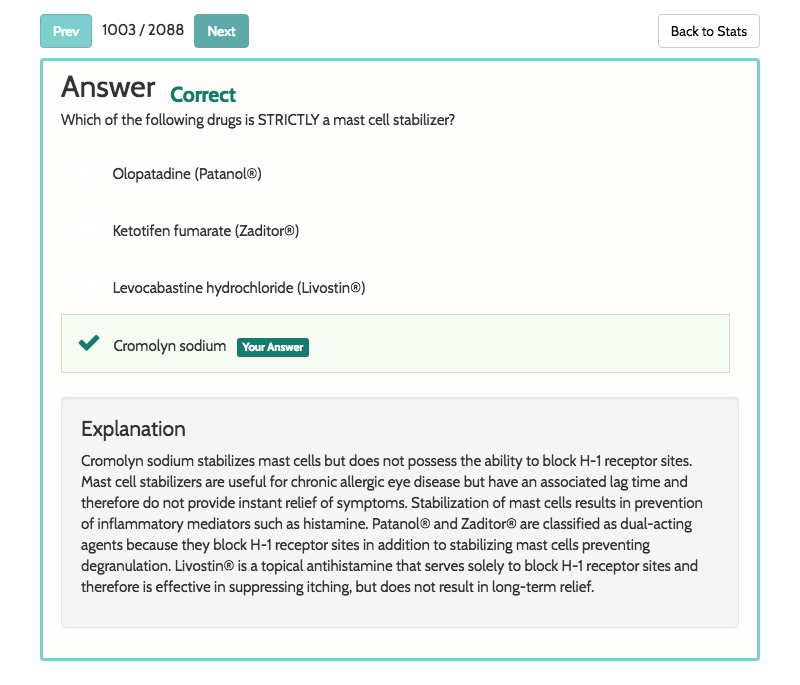 Prev 1003 / 2088 Next Back to Stats
Answer Correct
Which of the following drugs is STRICTLY a mast cell stabilizer?
Olopatadine (Patanol®)
Ketotifen fumarate (Zaditor®)
Levocabastine hydrochloride (Livostin®)
Cromolyn sodium Your Answer
Explanation
Cromolyn sodium stabilizes mast cells but does not possess the ability to block H-1 receptor sites.
Mast cell stabilizers are useful for chronic allergic eye disease but have an associated lag time and
therefore do not provide instant relief of symptoms. Stabilization of mast cells results in prevention
of inflammatory mediators such as histamine. Patanol® and Zaditor® are classified as dual-acting
agents because they block H-1 receptor sites in addition to stabilizing mast cells preventing
degranulation. Livostin® is a topical antihistamine that serves solely to block H-1 receptor sites and
therefore is effective in suppressing itching, but does not result in long-term relief.